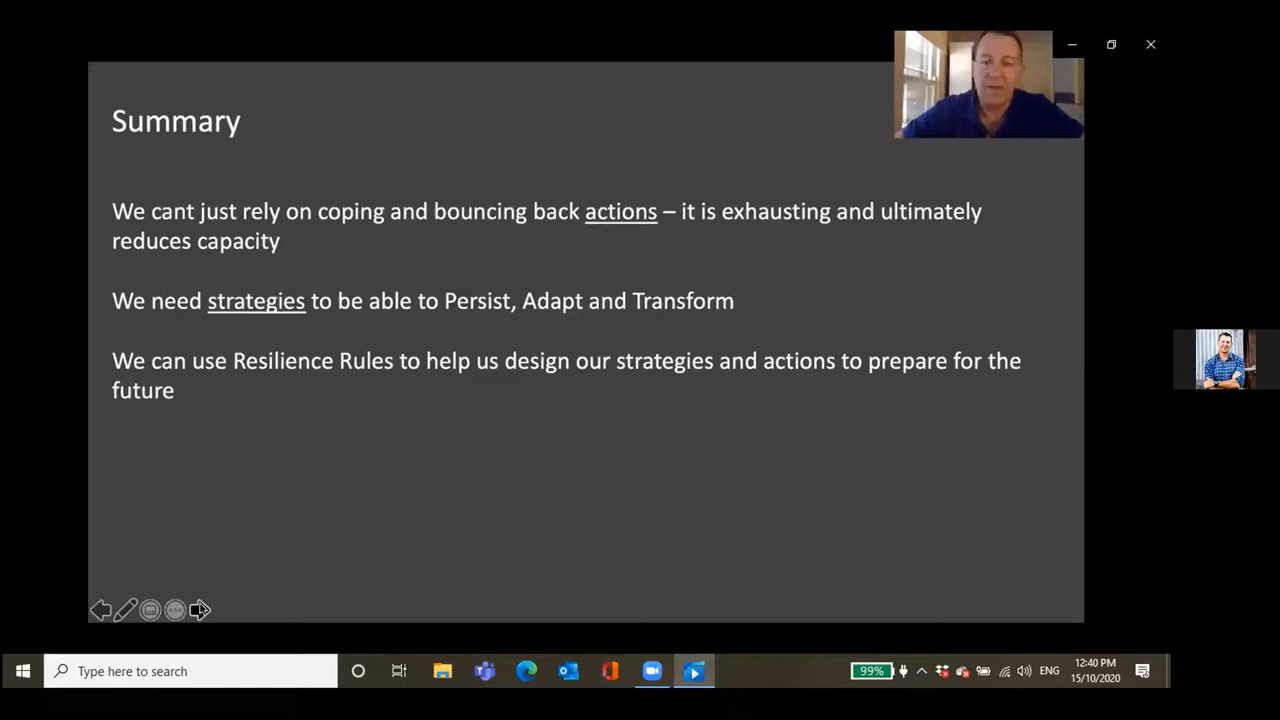 Summary
We cant just rely on coping and bouncing back actions – it is exhausting and ultimately
reduces capacity
We need strategies to be able to Persist, Adapt and Transform
We can use Resilience Rules to help us design our strategies and actions to prepare for the
future
Type here to search
99%
ENG
12:40 PM
15/10/2020